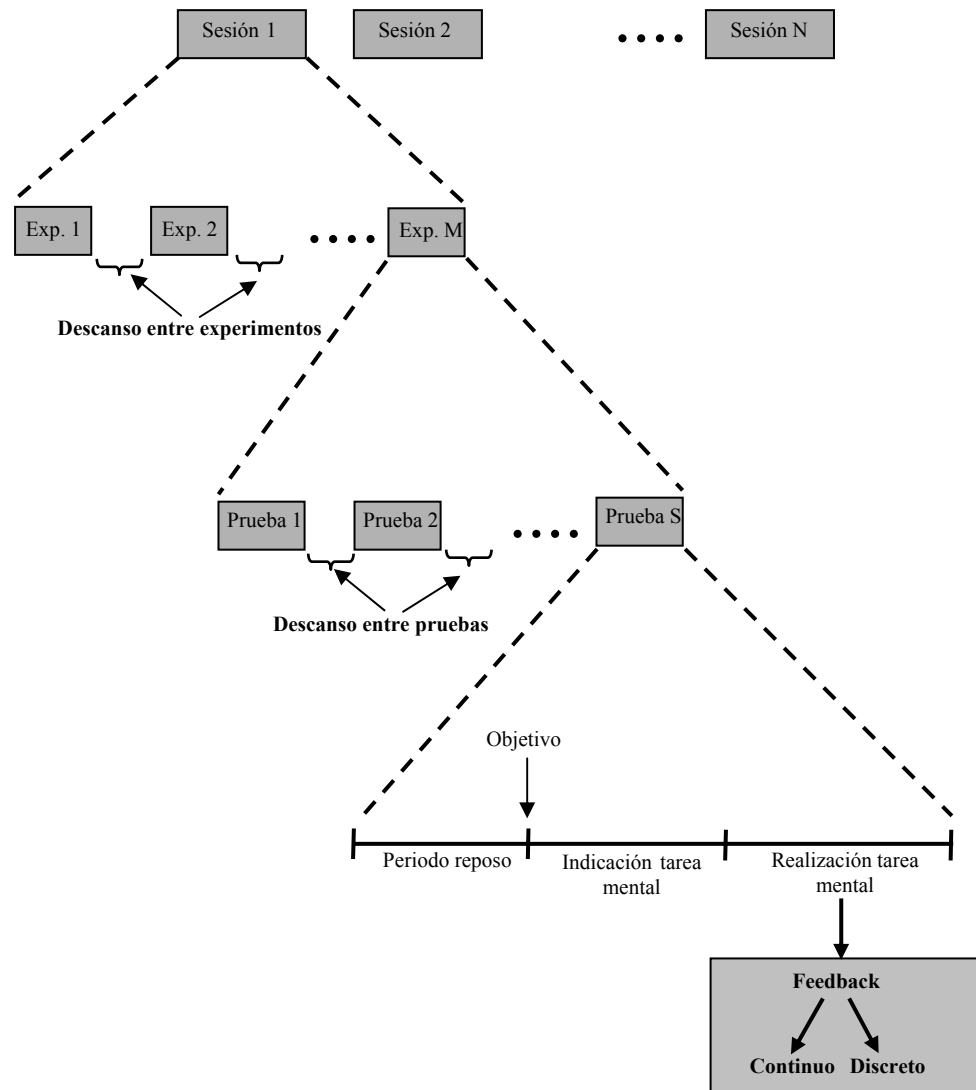 Sesión 1
Sesión 2
Sesión N
Exp. 1
Exp. 2
Exp. M
Descanso entre experimentos
Prueba 1
Prueba 2
Prueba S
Descanso entre pruebas
Objetivo
Periodo reposo
Indicación tarea
mental
Realización tarea
mental
Feedback
Continuo
Discreto